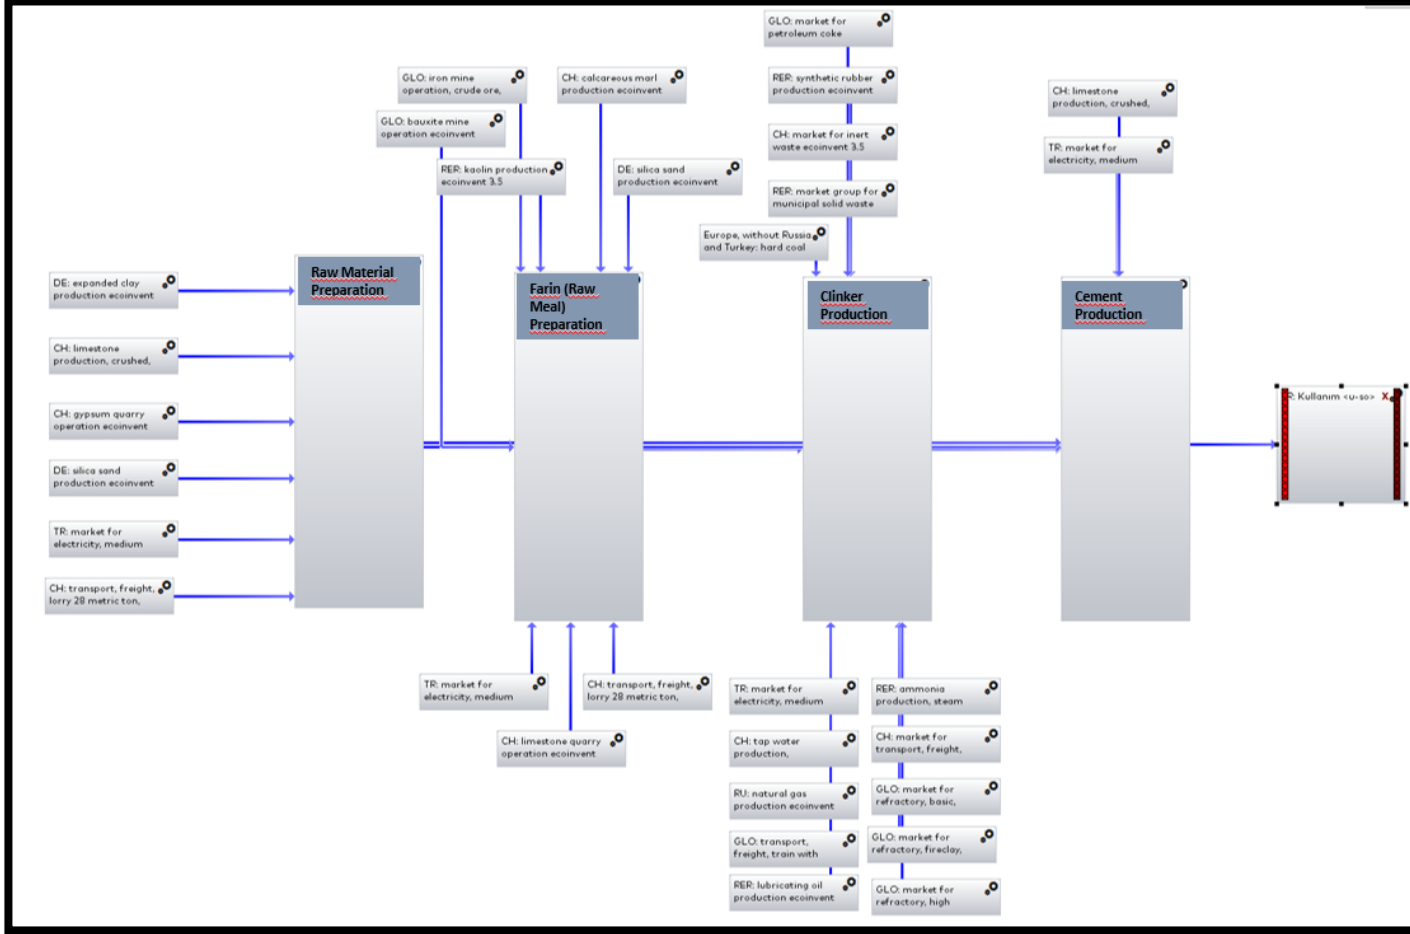 GLO: market for
petroleum coke
GLO: iron mine
operation, crude ore,
CH: calcareous marl
production ecoinvent
RER: synthetic rubber
production ecoinvent
CH: limestone
production, crushed,
GLO: bauxite mine
operation ecoinvent
CH: market for inert
waste ecoinvent 3.5
TR: market for
electricity, medium
RER: kaolin production
ecoinvent 3.5
DE: silica sand
production ecoinvent
RER: market group for
municipal solid waste
Europe, without Russia
and Turkey: hard coal
Raw Material
Preparation
Farin (Raw
Meal)
Preparation
Clinker
Production
Cement
Production
DE: expanded clay
production ecoinvent
CH: limestone
production, crushed,
CH: gypsum quarry
operation ecoinvent
DE: silica sand
production ecoinvent
TR: market for
electricity, medium
CH: transport, freight,
lorry 28 metric ton,
R: Kullanım <u-so> X
TR: market for
electricity, medium
CH: transport, freight,
lorry 28 metric ton,
CH: limestone quarry
operation ecoinvent
TR: market for
electricity, medium
CH: tap water
production,
RU: natural gas
production ecoinvent
GLO: transport,
freight, train with
RER: lubricating oil
production ecoinvent
RER: ammonia
production, steam
CH: market for
transport, freight,
GLO: market for
refractory, basic,
GLO: market for
refractory, fireclay,
GLO: market for
refractory, high